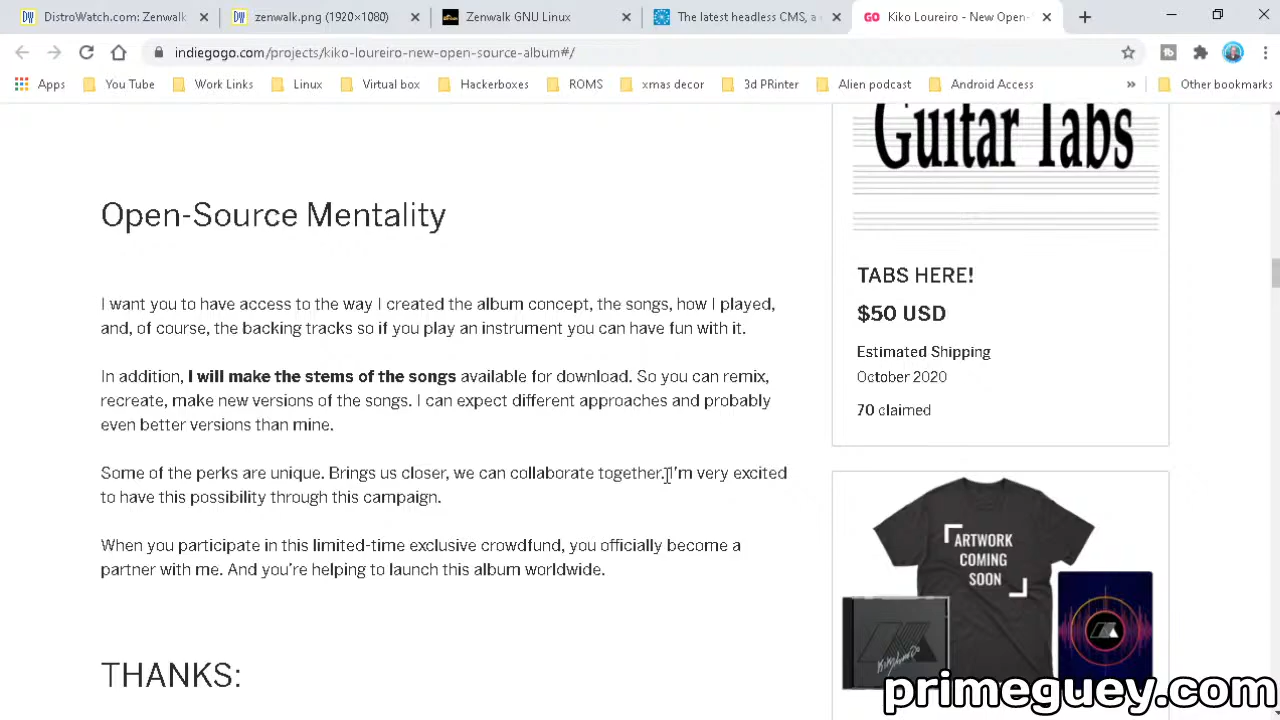 DistroWatch.com: Zenwalk
zenwalk.png (1920×1080)
Zenwalk GNU Linux
The latest headless CMS, a
GO Kiko Loureiro - New Open-
indiegogo.com/projects/kiko-loureiro-new-open-source-album#/
Apps
You Tube
Work Links
Linux
Virtual box
Hackerboxes
ROMS
xmas decor
3d PRinter
Alien podcast
Android Access
»
Other bookmarks
Open-Source Mentality
I want you to have access to the way I created the album concept, the songs, how I played,
and, of course, the backing tracks so if you play an instrument you can have fun with it.
In addition, I will make the stems of the songs available for download. So you can remix,
recreate, make new versions of the songs. I can expect different approaches and probably
even better versions than mine.
Some of the perks are unique. Brings us closer, we can collaborate together. I'm very excited
to have this possibility through this campaign.
When you participate in this limited-time exclusive crowdfund, you officially become a
partner with me. And you're helping to launch this album worldwide.
THANKS:
Guitar Tabs
TABS HERE!
$50 USD
Estimated Shipping
October 2020
70 claimed
ARTWORK
COMING
SOON
primeguey.com